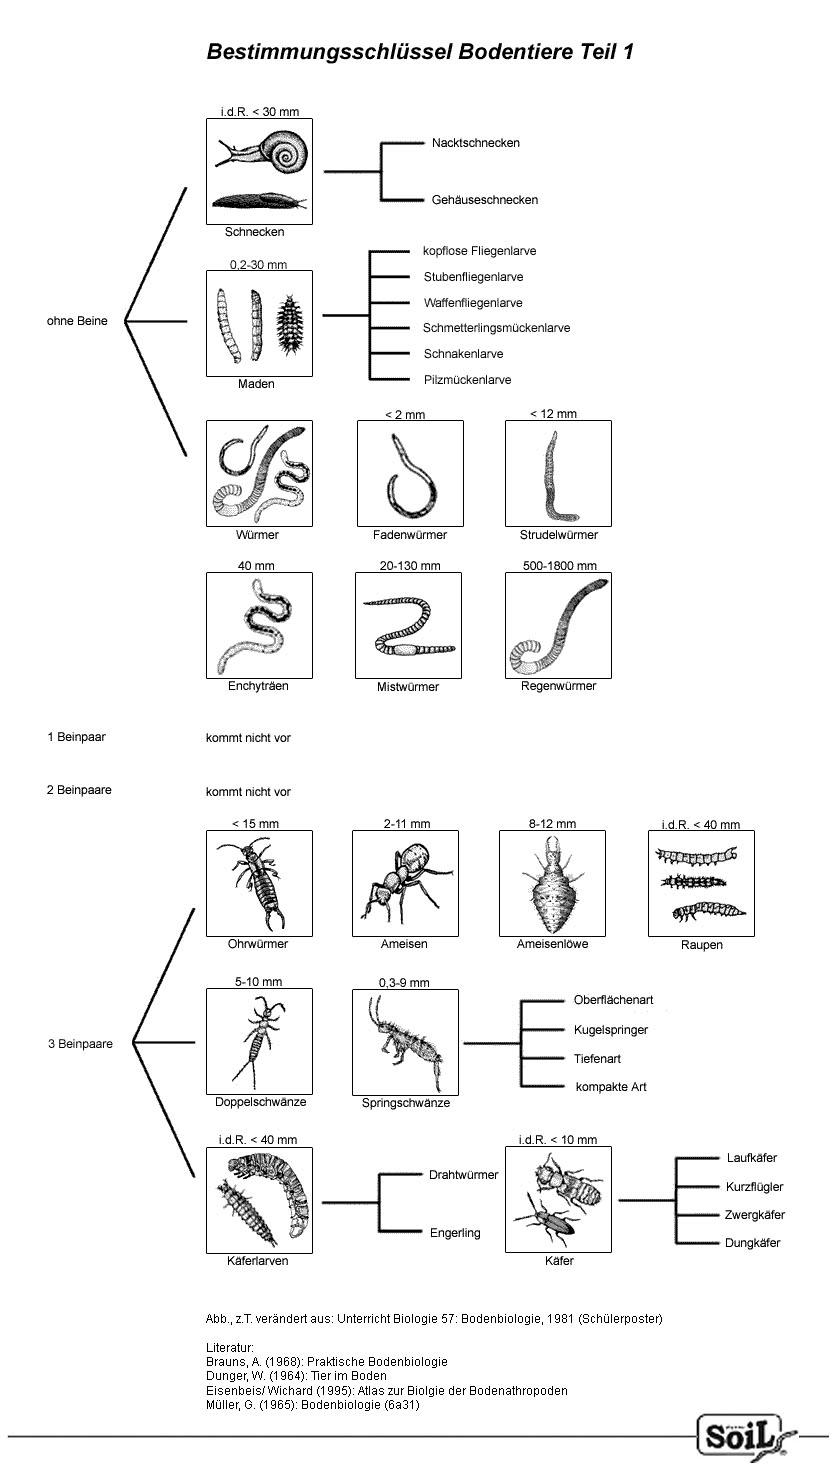 Bestimmungsschlüssel Bodentiere Teil 1
i.d.R. < 30 mm
Nacktschnecken
Gehäuseschnecken
Schnecken
0,2-30 mm
kopflose Fliegenlarve
Stubenfliegenlarve
Waffenfliegenlarve
Schmetterlingsmückenlarve
Schnakenlarve
Pilzmückenlarve
ohne Beine
Maden
< 2 mm
< 12 mm
Würmer
Fadenwürmer
Strudelwürmer
40 mm
20-130 mm
500-1800 mm
Enchyträen
Mistwürmer
Regenwürmer
1 Beinpaar
kommt nicht vor
2 Beinpaare
kommt nicht vor
< 15 mm
2-11 mm
8-12 mm
i.d.R. < 40 mm
Ohrwürmer
Ameisen
Ameisenlöwe
Raupen
5-10 mm
0,3-9 mm
Oberflächenart
Kugelspringer
Tiefenart
kompakte Art
3 Beinpaare
Doppelschwänze
Springschwänze
i.d.R. < 40 mm
i.d.R. < 10 mm
Drahtwürmer
Engerling
Laufkäfer
Kurzflügler
Zwergkäfer
Dungkäfer
Käferlarven
Käfer
Abb., z.T. verändert aus: Unterricht Biologie 57: Bodenbiologie, 1981 (Schülerposter)
Literatur:
Brauns, A. (1968): Praktische Bodenbiologie
Dunger, W. (1964): Tier im Boden
Eisenbeis/ Wichard (1995): Atlas zur Biolgie der Bodenathropoden
Müller, G. (1965): Bodenbiologie (6a31)
SoiL